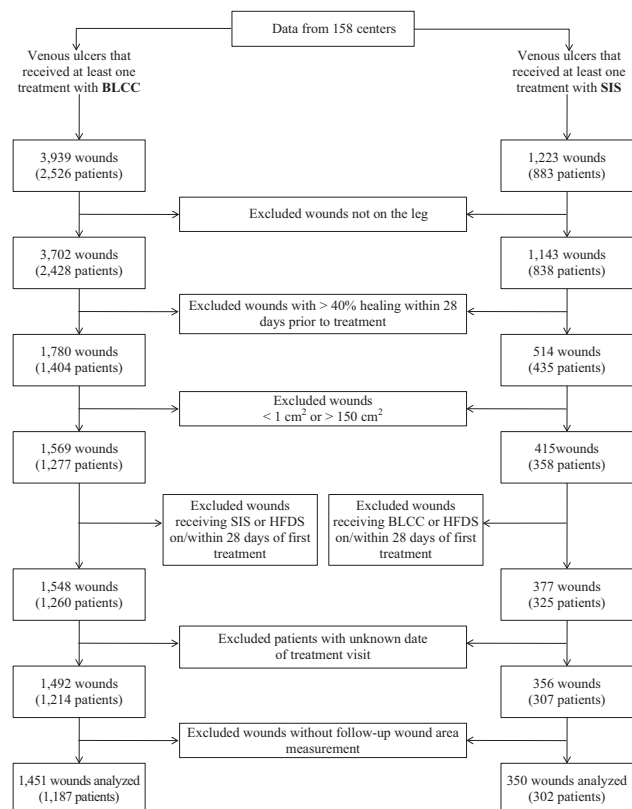 Data from 158 centers
Venous ulcers that
received at least one
treatment with BLCC
Venous ulcers that
received at least one
treatment with SIS
3,939 wounds
(2,526 patients)
1,223 wounds
(883 patients)
Excluded wounds not on the leg
3,702 wounds
(2,428 patients)
1,143 wounds
(838 patients)
Excluded wounds with > 40% healing within 28
days prior to treatment
1,780 wounds
(1,404 patients)
514 wounds
(435 patients)
Excluded wounds
< 1 cm² or > 150 cm²
1,569 wounds
(1,277 patients)
415wounds
(358 patients)
Excluded wounds
receiving SIS or HFDS
on/within 28 days of first
treatment
Excluded wounds
receiving BLCC or HFDS
on/within 28 days of first
treatment
1,548 wounds
(1,260 patients)
377 wounds
(325 patients)
Excluded patients with unknown date
of treatment visit
1,492 wounds
(1,214 patients)
356 wounds
(307 patients)
Excluded wounds without follow-up wound area
measurement
1,451 wounds analyzed
(1,187 patients)
350 wounds analyzed
(302 patients)